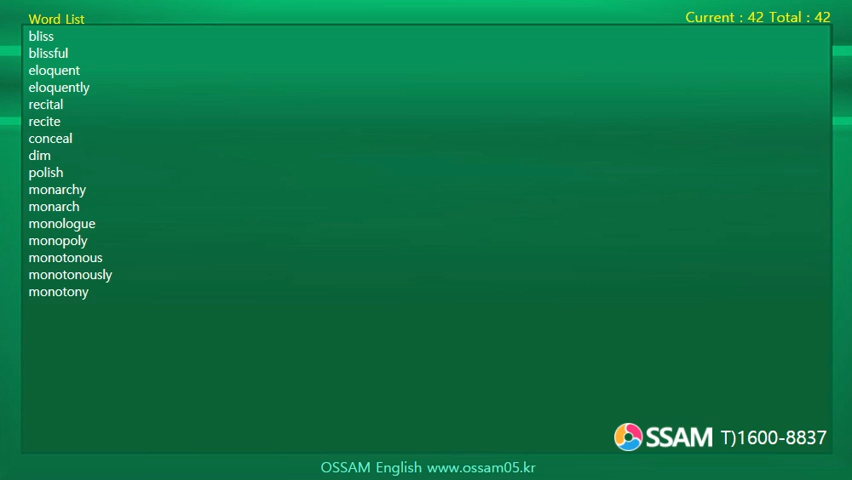 Word List
Current : 42 Total : 42
bliss
blissful
eloquent
eloquently
recital
recite
conceal
dim
polish
monarchy
monarch
monologue
monopoly
monotonous
monotonously
monotony
OSSAM T)1600-8837
OSSAM English www.ossam05.kr